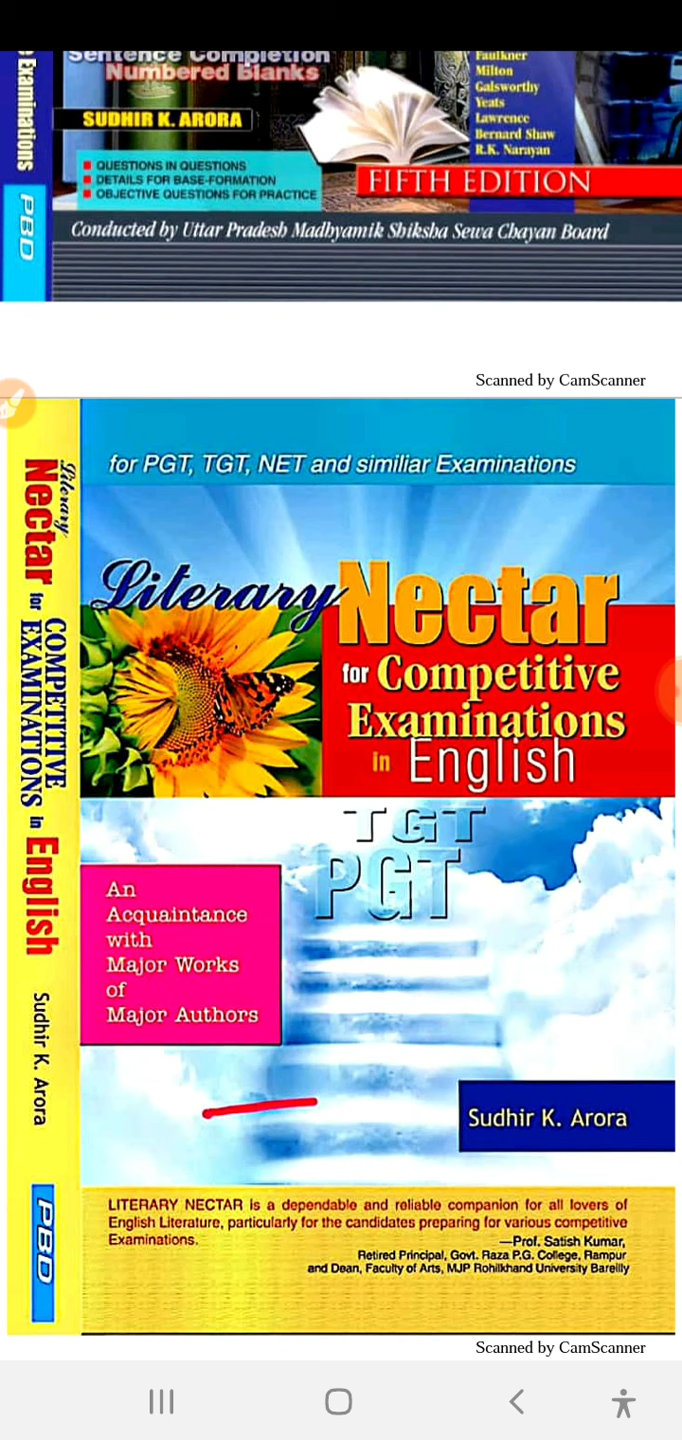 e Examinations
PBD
Sentence Completion
Numbered Blanks
SUDHIR K. ARORA
QUESTIONS IN QUESTIONS
DETAILS FOR BASE-FORMATION
OBJECTIVE QUESTIONS FOR PRACTICE
Faulkner
Milton
Galsworthy
Yeats
Lawrence
Bernard Shaw
R.K. Narayan
FIFTH EDITION
Conducted by Uttar Pradesh Madhyamik Shiksha Sewa Chayan Board
Scanned by CamScanner
Literary
Nectar for COMPETITIVE
EXAMINATIONS in English
Sudhir K. Arora
PBD
for PGT, TGT, NET and similiar Examinations
Literary Nectar
for Competitive
Examinations
in English
TGT
PGT
An
Acquaintance
with
Major Works
of
Major Authors
Sudhir K. Arora
LITERARY NECTAR is a dependable and reliable companion for all lovers of
English Literature, particularly for the candidates preparing for various competitive
Examinations.
—Prof. Satish Kumar,
Retired Principal, Govt. Raza P.G. College, Rampur
and Dean, Faculty of Arts, MJP Rohilkhand University Bareilly
Scanned by CamScanner